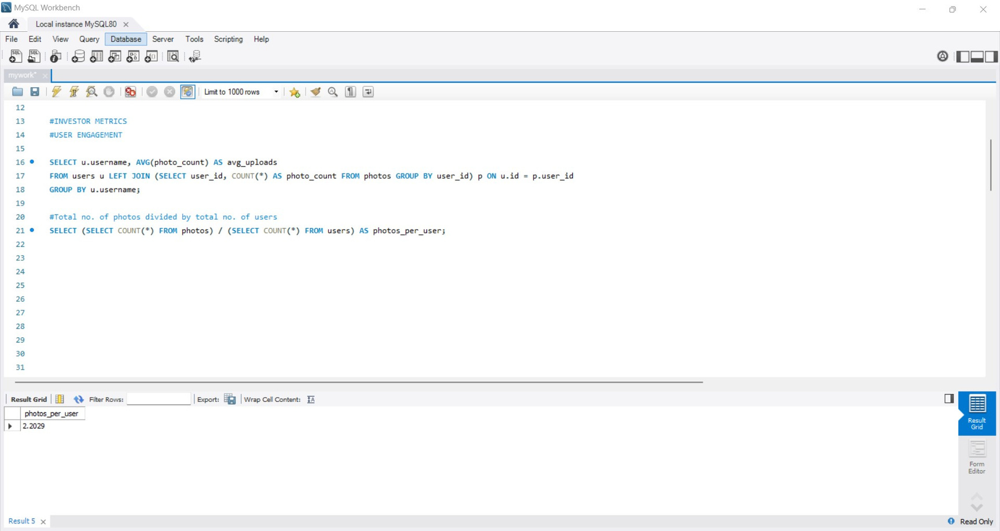 MySQL Workbench
Local instance MySQL80
File Edit View Query Database Server Tools Scripting Help
mywork*
Limit to 1000 rows
12
13 #INVESTOR METRICS
14 #USER ENGAGEMENT
15
16 SELECT u.username, AVG(photo_count) AS avg_uploads
17 FROM users u LEFT JOIN (SELECT user_id, COUNT(*) AS photo_count FROM photos GROUP BY user_id) p ON u.id = p.user_id
18 GROUP BY u.username;
19
20 #Total no. of photos divided by total no. of users
21 SELECT (SELECT COUNT(*) FROM photos) / (SELECT COUNT(*) FROM users) AS photos_per_user;
22
23
24
25
26
27
28
29
30
31
Result Grid Filter Rows: Export: Wrap Cell Content:
photos_per_user
2.2029
Result
Grid
Form
Editor
Result 5
Read Only